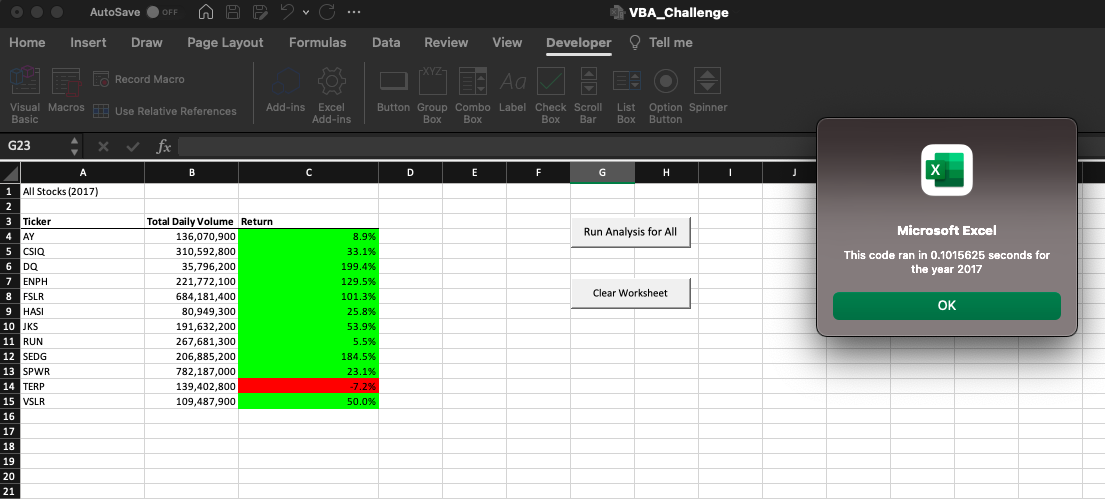 AutoSave OFF VBA_Challenge
Home Insert Draw Page Layout Formulas Data Review View Developer Tell me
Visual Basic
Macros
Record Macro
Use Relative References
Add-ins
Excel Add-ins
Button
Group Box
Combo Box
Label
Check Box
Scroll Bar
List Box
Option Button
Spinner
XYZ
Aa
G23 fx
A B C D E F G H I J
1 All Stocks (2017)
2
3 Ticker Total Daily Volume Return
4 AY 136,070,900 8.9%
5 CSIQ 310,592,800 33.1%
6 DQ 35,796,200 199.4%
7 ENPH 221,772,100 129.5%
8 FSLR 684,181,400 101.3%
9 HASI 80,949,300 25.8%
10 JKS 191,632,200 53.9%
11 RUN 267,681,300 5.5%
12 SEDG 206,885,200 184.5%
13 SPWR 782,187,000 23.1%
14 TERP 139,402,800 -7.2%
15 VSLR 109,487,900 50.0%
16
17
18
19
20
21
Run Analysis for All
Clear Worksheet
X
Microsoft Excel
This code ran in 0.1015625 seconds for
the year 2017
OK